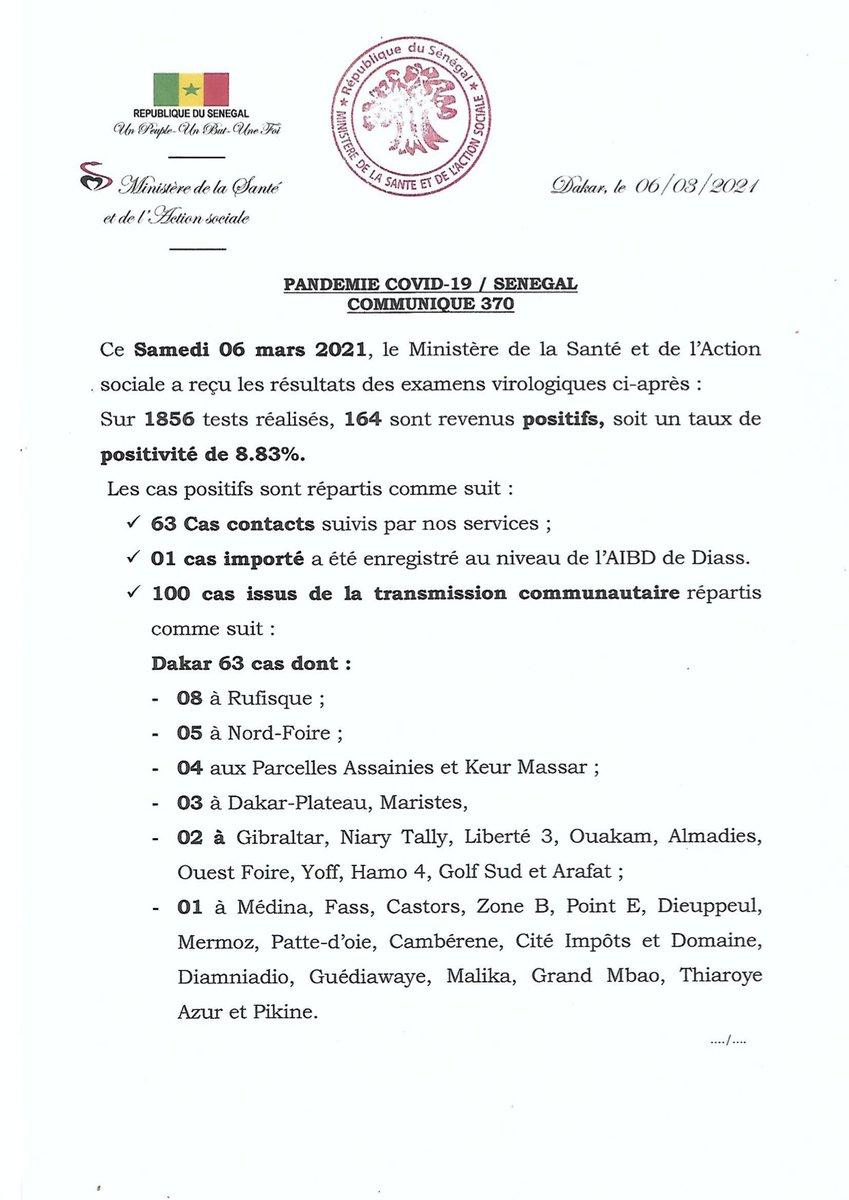 République du Sénégal
MINISTÈRE DE LA SANTE ET DE L'ACTION SOCIALE
REPUBLIQUE DU SENEGAL
Un Peuple-Un But-Une Foi
Ministère de la Santé
et de l'Action sociale
Dakar, le 06/03/2021
PANDEMIE COVID-19 / SENEGAL
COMMUNIQUE 370
Ce Samedi 06 mars 2021, le Ministère de la Santé et de l'Action
sociale a reçu les résultats des examens virologiques ci-après :
Sur 1856 tests réalisés, 164 sont revenus positifs, soit un taux de
positivité de 8.83%.
Les cas positifs sont répartis comme suit :
✓ 63 Cas contacts suivis par nos services ;
✓ 01 cas importé a été enregistré au niveau de l'AIBD de Diass.
✓ 100 cas issus de la transmission communautaire répartis
comme suit :
Dakar 63 cas dont :
- 08 à Rufisque ;
- 05 à Nord-Foire ;
- 04 aux Parcelles Assainies et Keur Massar ;
- 03 à Dakar-Plateau, Maristes,
- 02 à Gibraltar, Niary Tally, Liberté 3, Ouakam, Almadies,
Ouest Foire, Yoff, Hamo 4, Golf Sud et Arafat ;
- 01 à Médina, Fass, Castors, Zone B, Point E, Dieuppeul,
Mermoz, Patte-d'oie, Cambérene, Cité Impôts et Domaine,
Diamniadio, Guédiawaye, Malika, Grand Mbao, Thiaroye
Azur et Pikine.
..../....